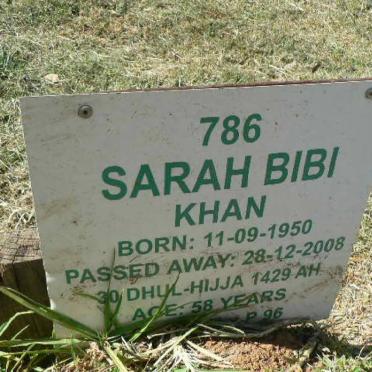 786
SARAH BIBI
KHAN
BORN: 11-09-1950
PASSED AWAY: 28-12-2008
30 DHUL-HIJJA 1429 AH
AGE: 58 YEARS
P 96